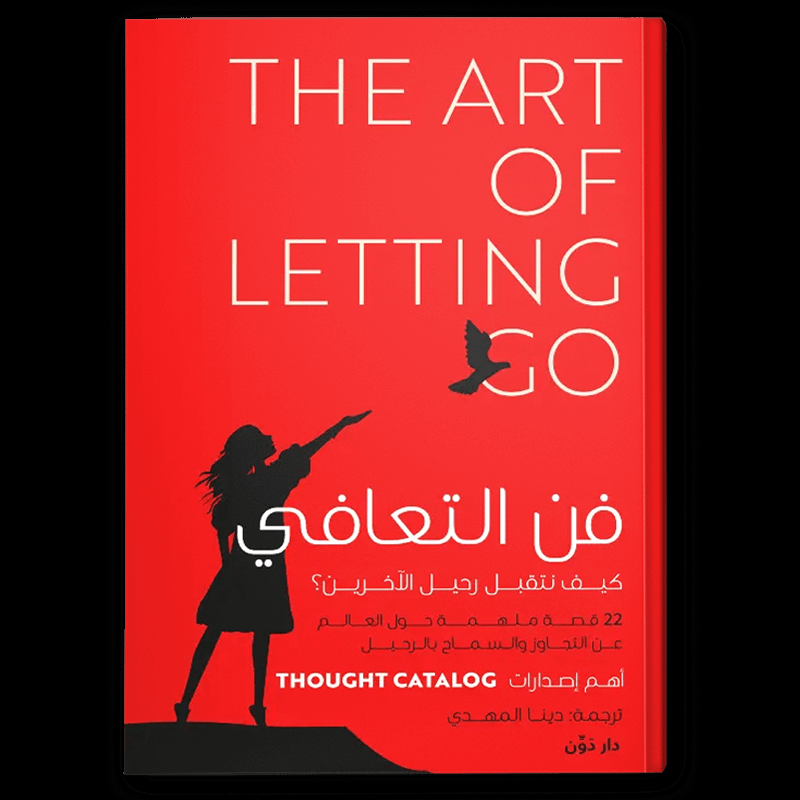 THE ART
OF
LETTING
GO
فن التعافي
كيف نتقبل رحيل الآخرين؟
22 قصة ملهمة حول العالم
عن التجاوز والسماح بالرحيل
أهم إصدارات THOUGHT CATALOG
ترجمة: دينا المهدي
دار دَوِّن